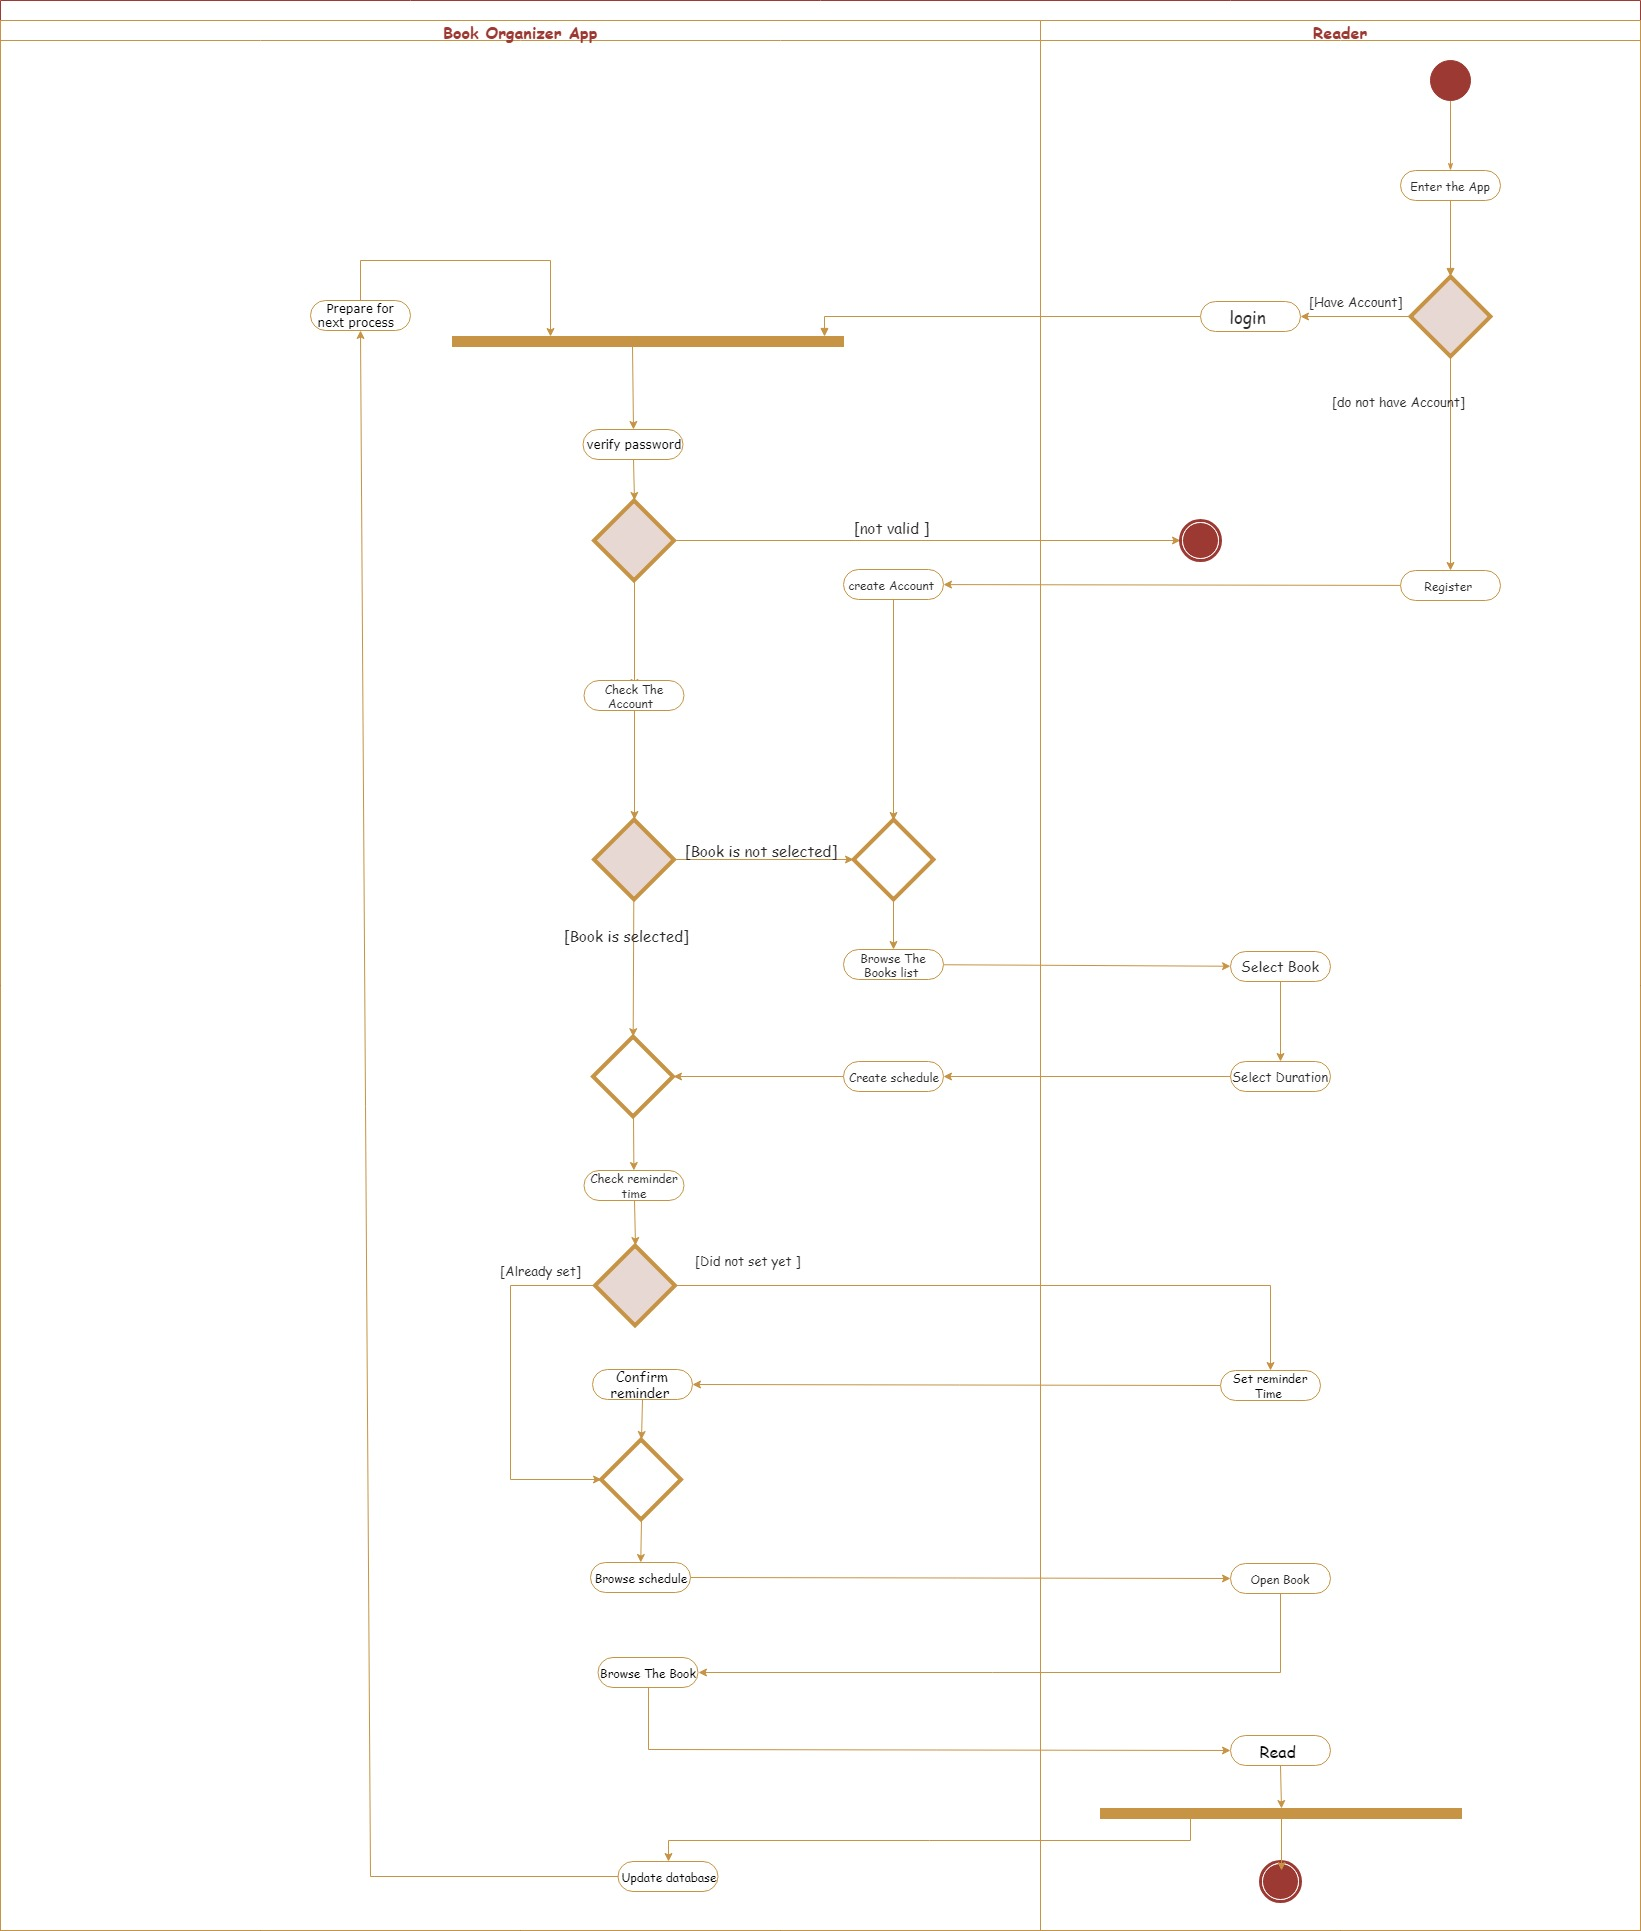 Book Organizer App
Reader
Enter the App
[Have Account]
login
Prepare for
next process
[do not have Account]
verify password
[not valid ]
create Account
Register
Check The
Account
[Book is not selected]
[Book is selected]
Browse The
Books list
Select Book
Create schedule
Select Duration
Check reminder
time
[Already set]
[Did not set yet ]
Confirm
reminder
Set reminder
Time
Browse schedule
Open Book
Browse The Book
Read
Update database